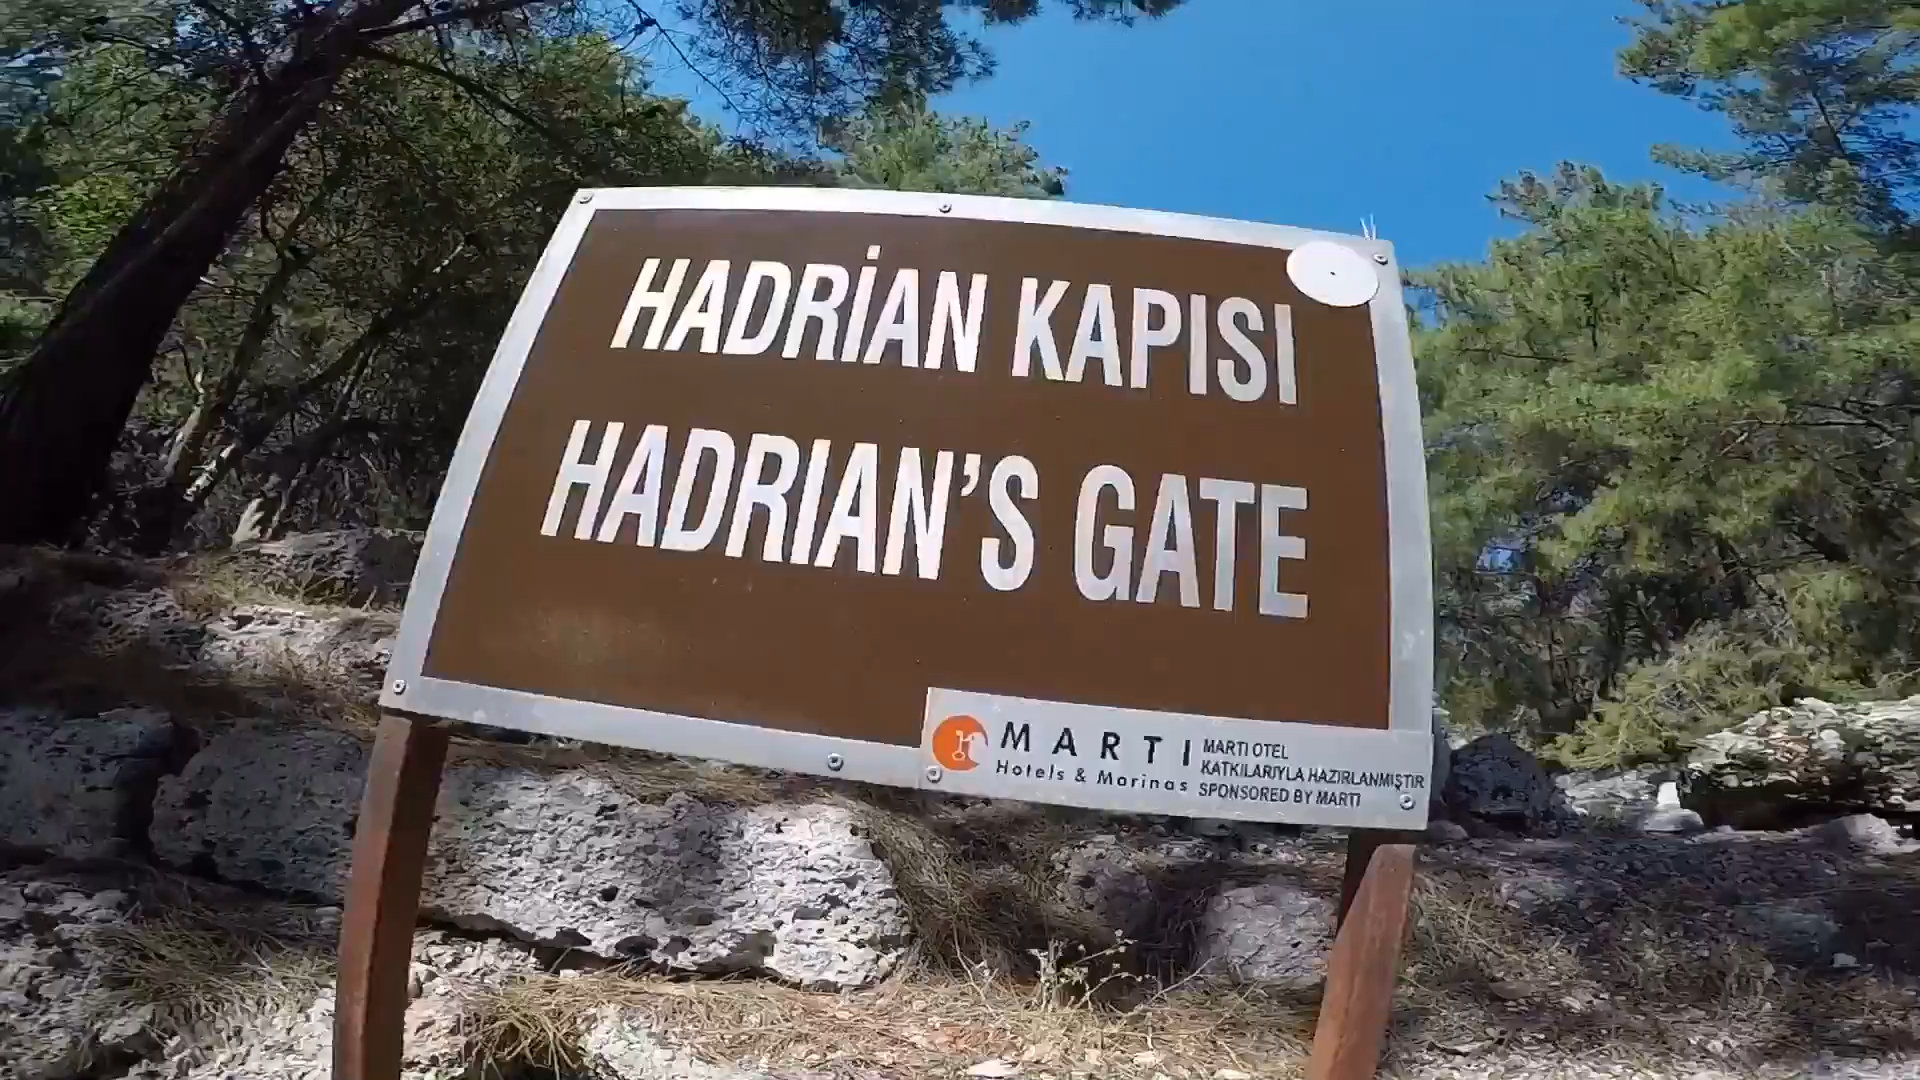 HADRİAN KAPISI
HADRIAN'S GATE
MARTI
Hotels & Marinas
MARTI OTEL
KATKILARIYLA HAZIRLANMIŞTIR
SPONSORED BY MARTI